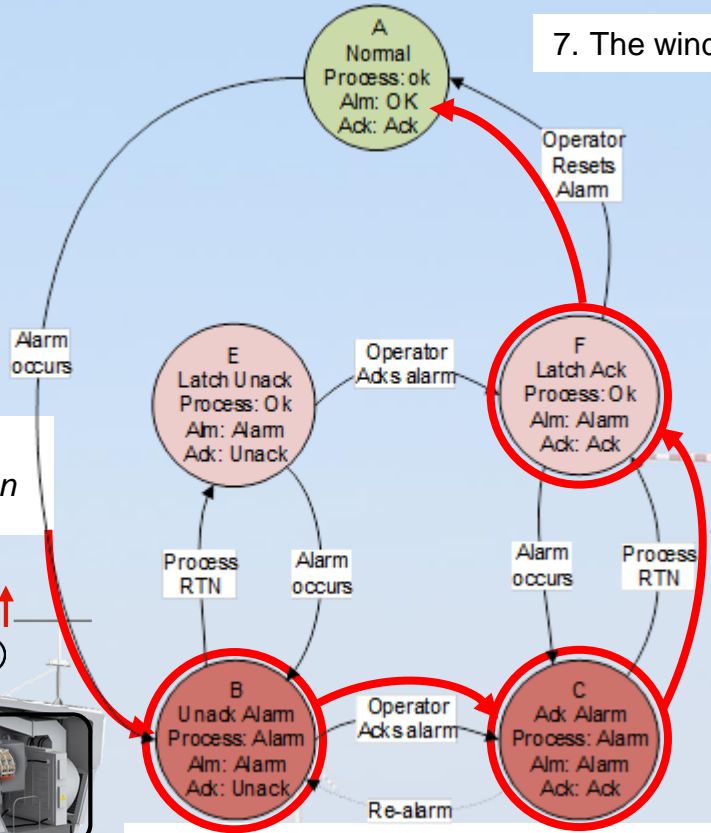 A
Normal
Process: ok
Alm: OK
Ack: Ack
7. The wind
Operator
Resets
Alarm
Alarm
occurs
E
Latch Unack
Process: Ok
Alm: Alarm
Ack: Unack
Operator
Acks alarm
F
Latch Ack
Process: Ok
Alm: Alarm
Ack: Ack
n
Process
RTN
Alarm
occurs
Alarm
occurs
Process
RTN
B
Unack Alarm
Process: Alarm
Alm: Alarm
Ack: Unack
Operator
Acks alarm
C
Ack Alarm
Process: Alarm
Alm: Alarm
Ack: Ack
Re-alarm